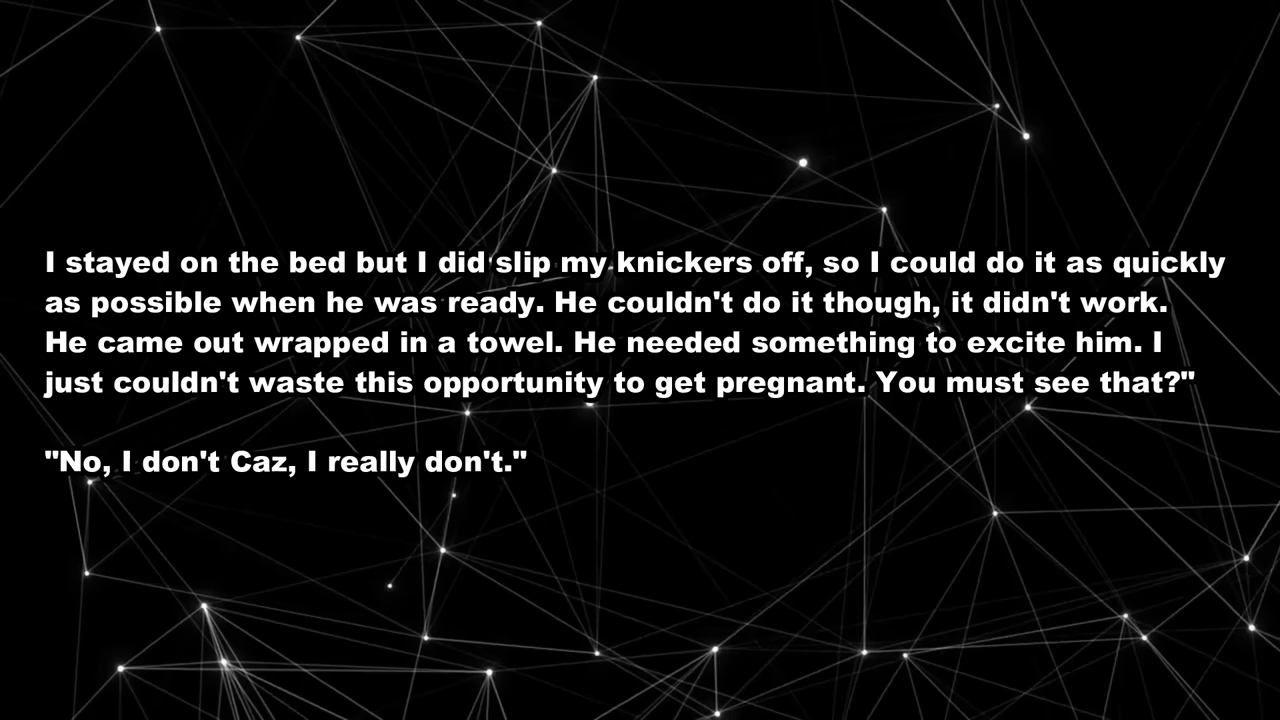 I stayed on the bed but I did slip my knickers off, so I could do it as quickly
as possible when he was ready. He couldn't do it though, it didn't work.
He came out wrapped in a towel. He needed something to excite him. I
just couldn't waste this opportunity to get pregnant. You must see that?"
"No, I don't Caz, I really don't."